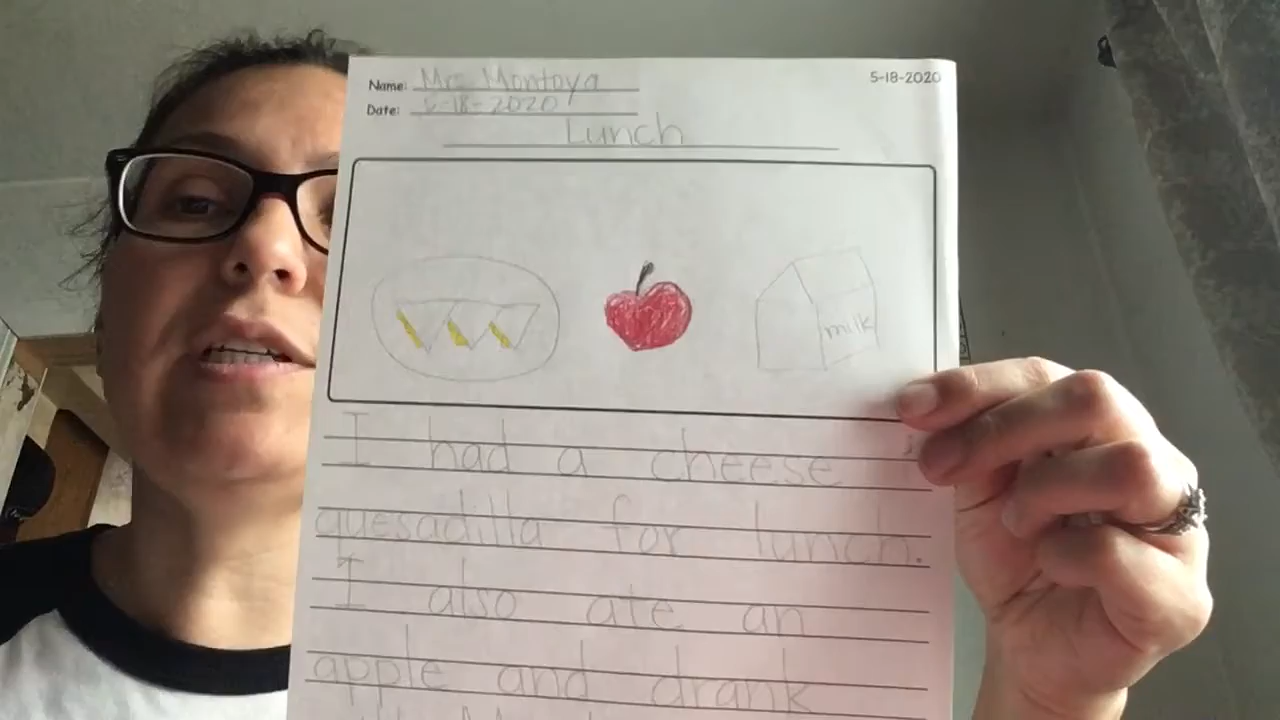 Name: Mrs. Montoya
5-18-2020
Date: 5-18-2020
Lunch
milk
I had a cheese
quesadilla for lunch.
I also ate an
apple and drank